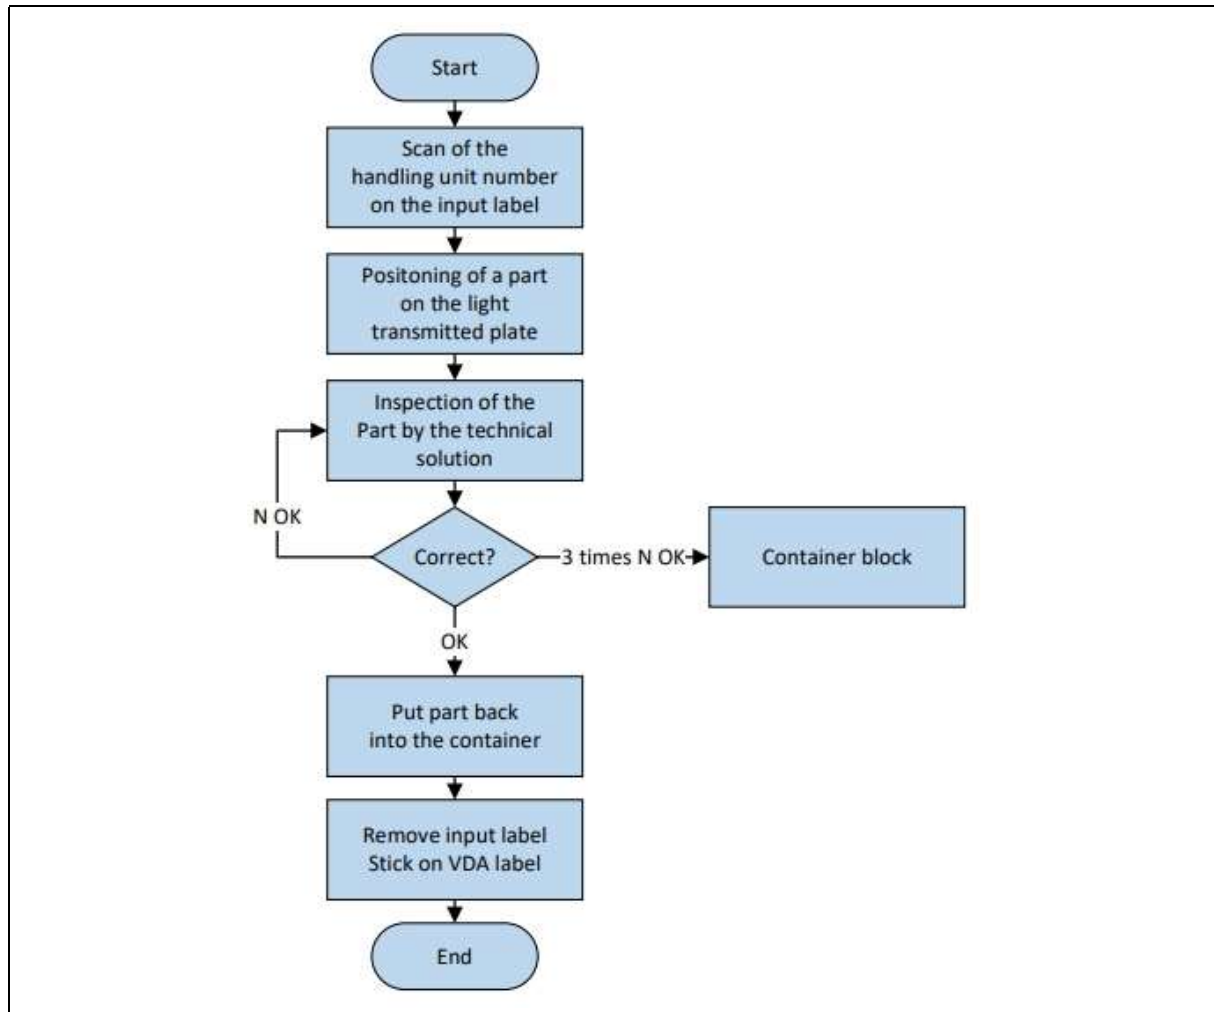 Start
Scan of the
handling unit number
on the input label
Positoning of a part
on the light
transmitted plate
Inspection of the
Part by the technical
solution
N OK
Correct?
3 times N OK
Container block
OK
Put part back
into the container
Remove input label
Stick on VDA label
End